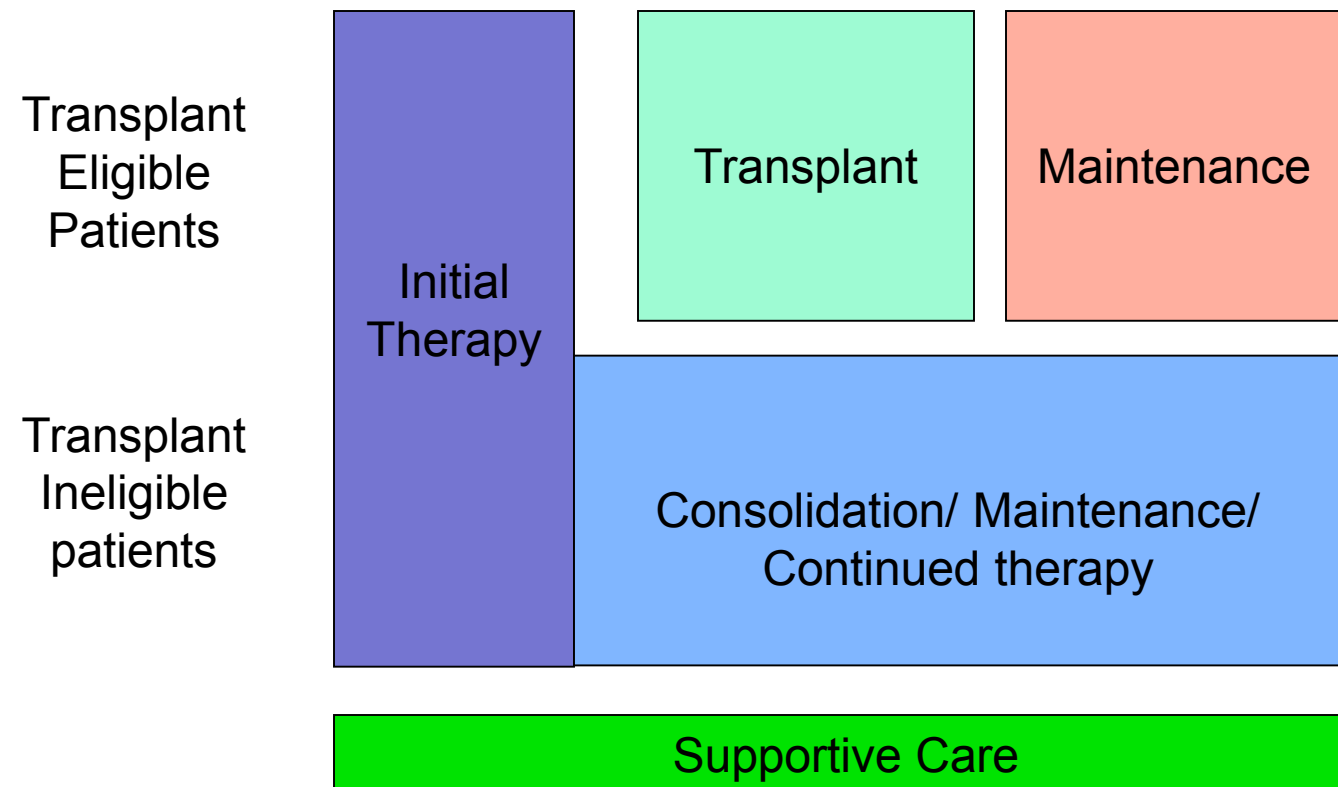 Transplant
Eligible
Patients
Initial
Therapy
Transplant
Maintenance
Transplant
Ineligible
patients
Consolidation/ Maintenance/
Continued therapy
Supportive Care